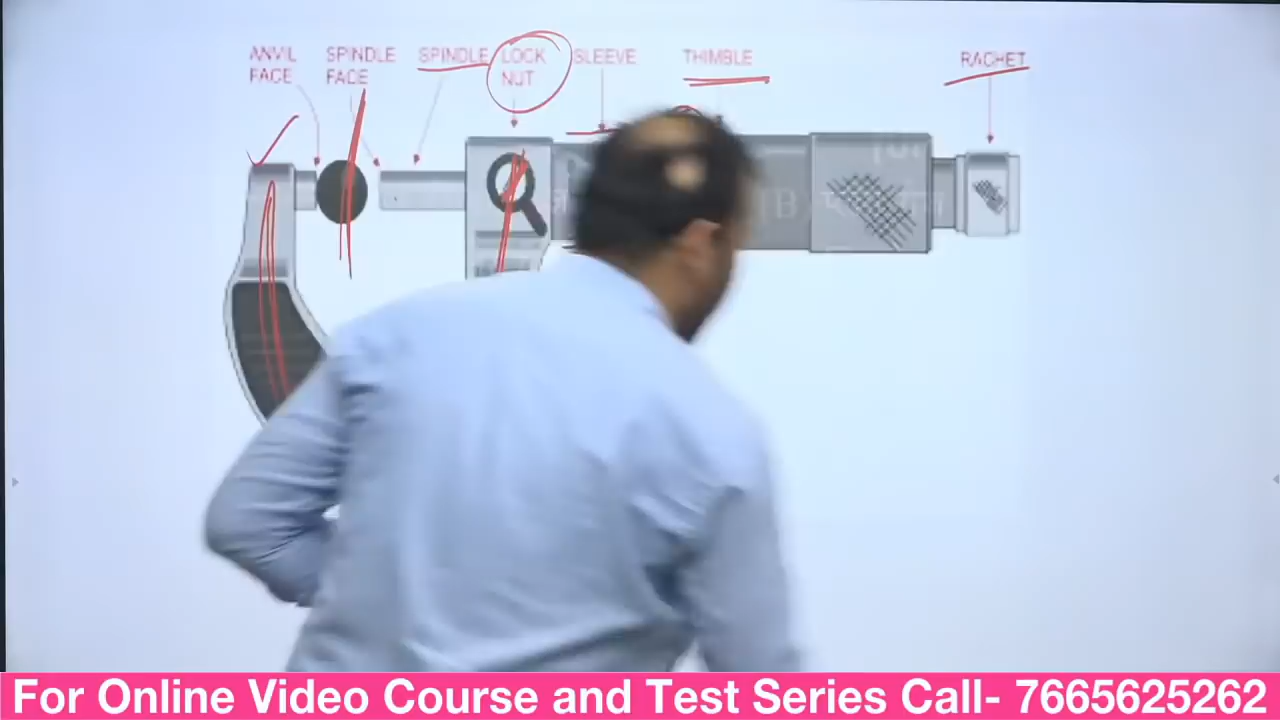 ANVIL FACE
SPINDLE FACE
SPINDLE
LOCK NUT
SLEEVE
THIMBLE
RACHET
For Online Video Course and Test Series Call- 7665625262